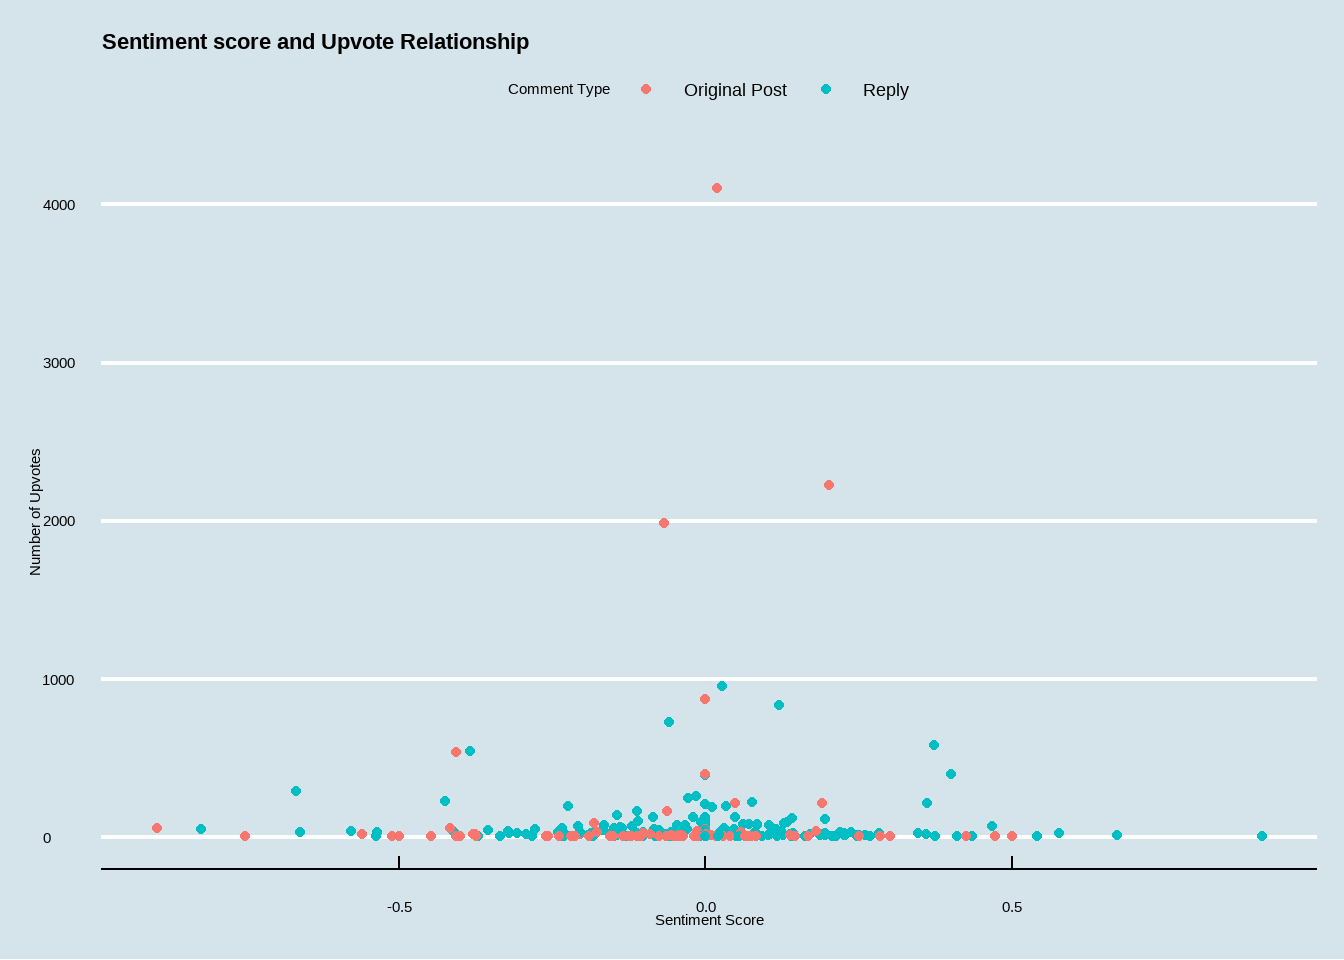 Sentiment score and Upvote Relationship
Comment Type Original Post Reply
4000
3000
2000
1000
0
Number of Upvotes
-0.5 0.0 0.5
Sentiment Score